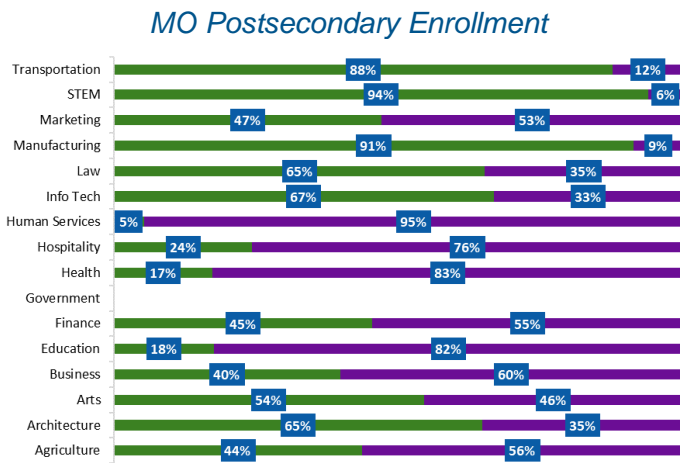 MO Postsecondary Enrollment
Transportation 88% 12%
STEM 94% 6%
Marketing 47% 53%
Manufacturing 91% 9%
Law 65% 35%
Info Tech 67% 33%
Human Services 5% 95%
Hospitality 24% 76%
Health 17% 83%
Government
Finance 45% 55%
Education 18% 82%
Business 40% 60%
Arts 54% 46%
Architecture 65% 35%
Agriculture 44% 56%